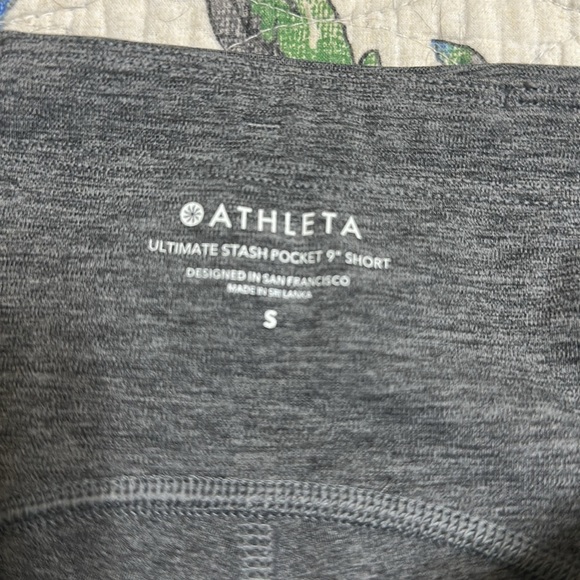 ATHLETA
ULTIMATE STASH POCKET 9" SHORT
DESIGNED IN SAN FRANCISCO
MADE IN SRI LANKA
S